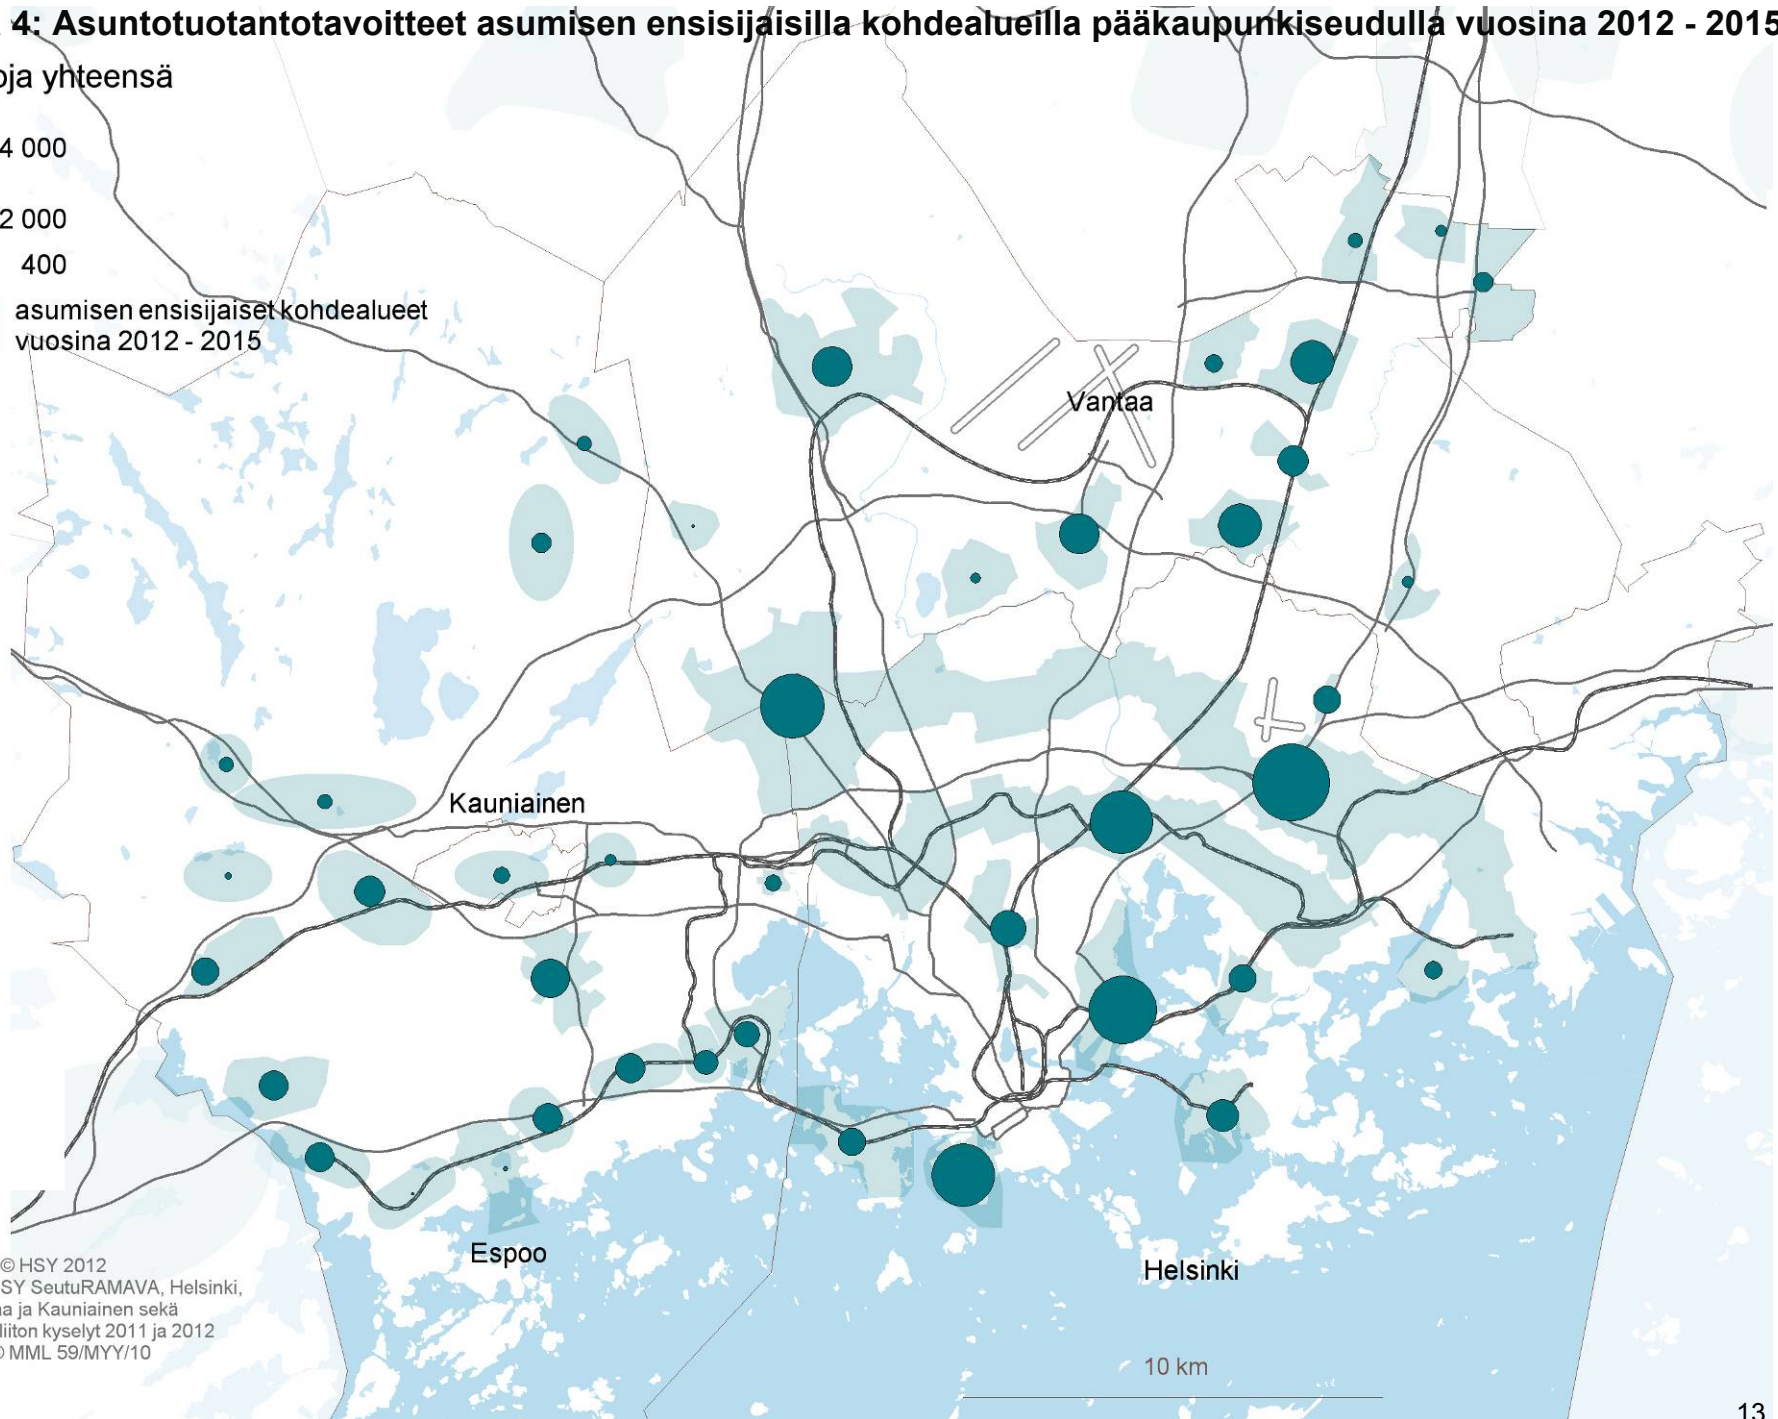 4: Asuntotuotantotavoitteet asumisen ensisijaisilla kohdealueilla pääkaupunkiseudulla vuosina 2012 - 2015
oja yhteensä
4 000
2 000
400
asumisen ensisijaiset kohdealueet
vuosina 2012 - 2015
Vantaa
Kauniainen
Espoo
Helsinki
© HSY 2012
SY SeutuRAMAVA, Helsinki,
aa ja Kauniainen sekä
liiton kyselyt 2011 ja 2012
© MML 59/MYY/10
10 km
13